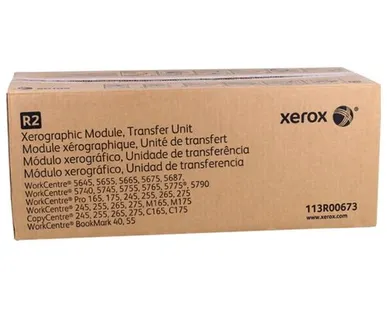 R2
xerox
Xerographic Module, Transfer Unit
Module xérographique, Unité de transfert
Módulo xerográfico, Unidade de transferência
Módulo xerográfico, Unidad de transferencia
WorkCentre® 5645, 5655, 5665, 5675, 5687,
WorkCentre® 5740, 5745, 5755, 5765, 5775®, 5790
WorkCentre Pro 165, 175, 245, 255, 265, 275
WorkCentre® 245, 255, 265, 275, M165, M175
CopyCentre® 245, 255, 265, 275, C165, C175
WorkCentre® BookMark 40, 55
www.xerox.com
113R00673